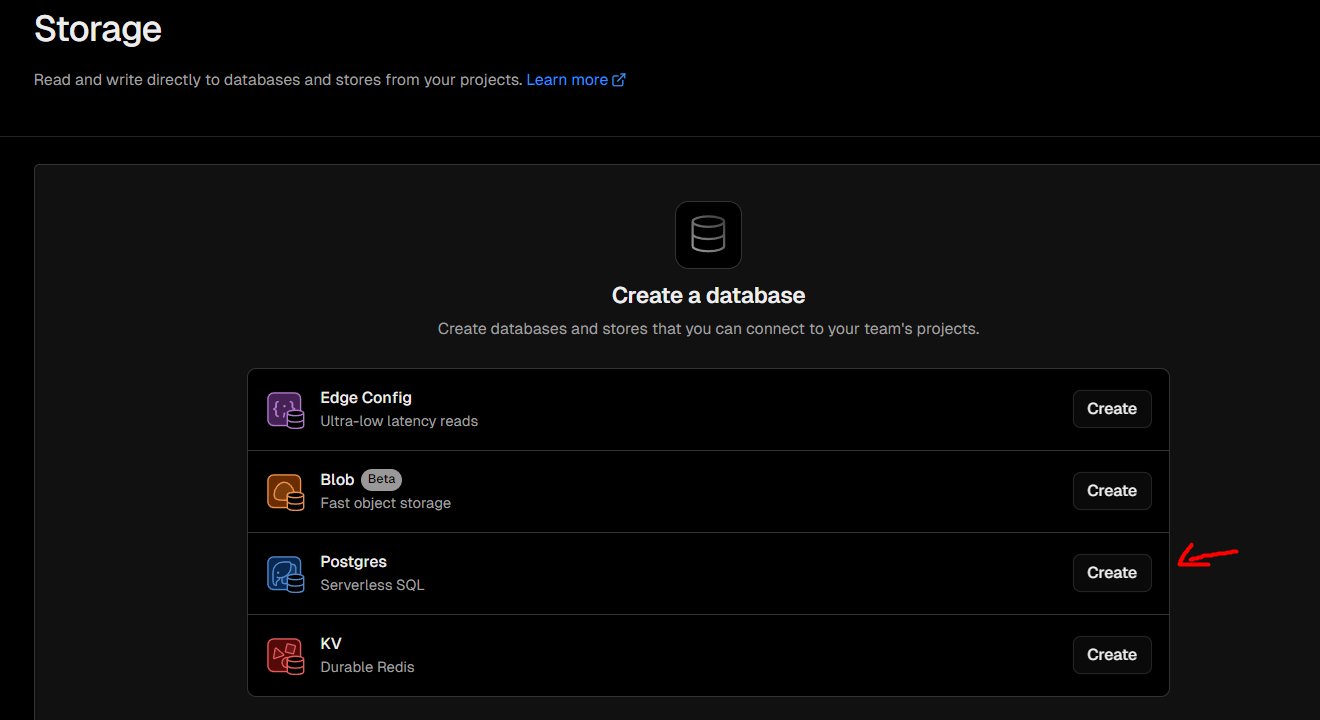 Storage
Read and write directly to databases and stores from your projects. Learn more
Create a database
Create databases and stores that you can connect to your team's projects.
Edge Config
Ultra-low latency reads
Create
Blob Beta
Fast object storage
Create
Postgres
Serverless SQL
Create
KV
Durable Redis
Create